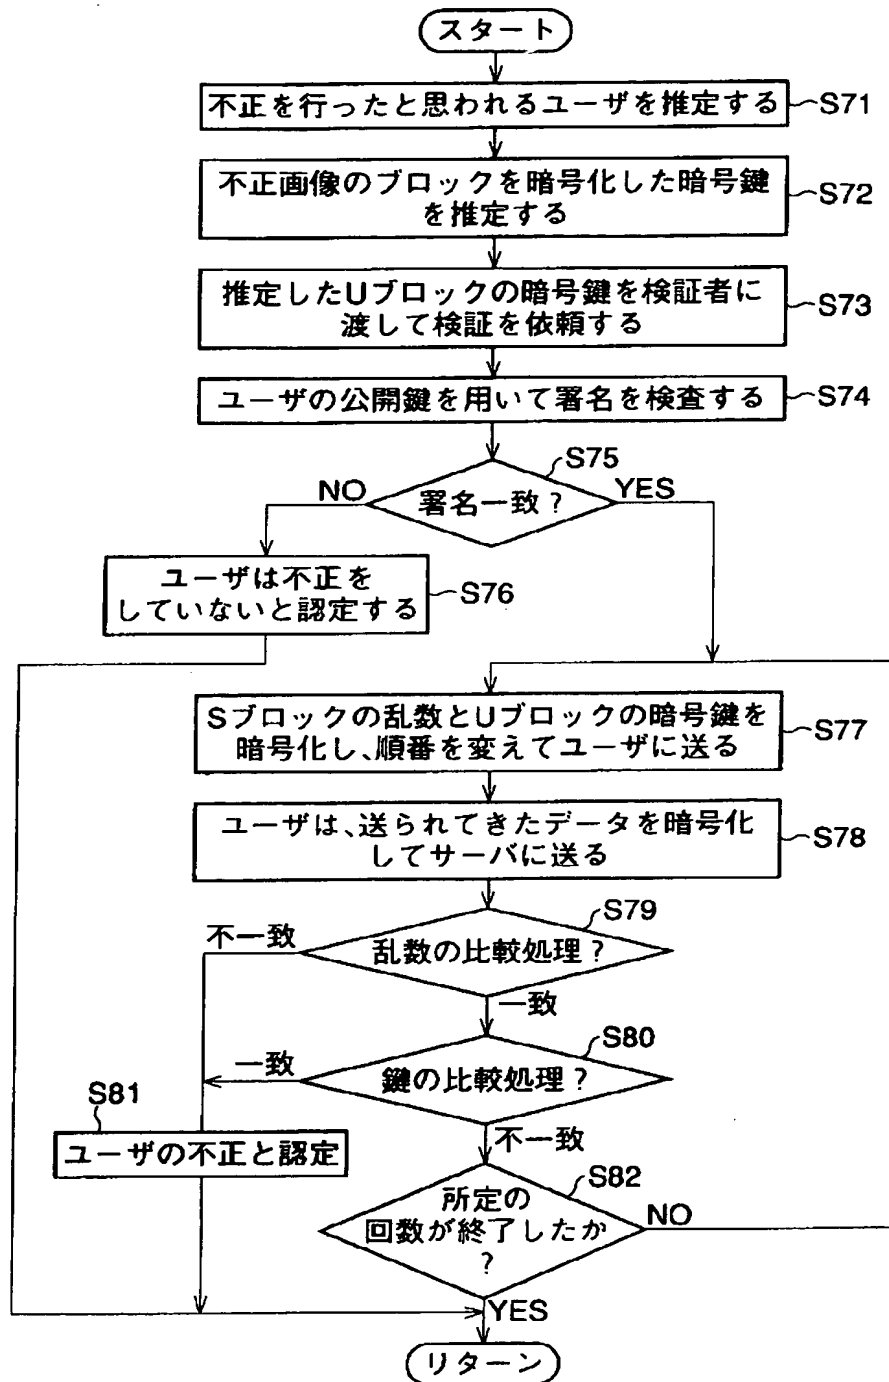 スタート
不正を行ったと思われるユーザを推定する
S71
不正画像のブロックを暗号化した暗号鍵
を推定する
S72
推定したUブロックの暗号鍵を検証者に
渡して検証を依頼する
S73
ユーザの公開鍵を用いて署名を検査する
S74
S75
NO
署名一致?
YES
ユーザは不正を
していないと認定する
S76
Sブロックの乱数とUブロックの暗号鍵を
暗号化し、順番を変えてユーザに送る
S77
ユーザは、送られてきたデータを暗号化
してサーバに送る
S78
S79
不一致
乱数の比較処理?
一致
S80
一致
鍵の比較処理?
S81
ユーザの不正と認定
不一致
S82
所定の
回数が終了したか
?
NO
YES
リターン